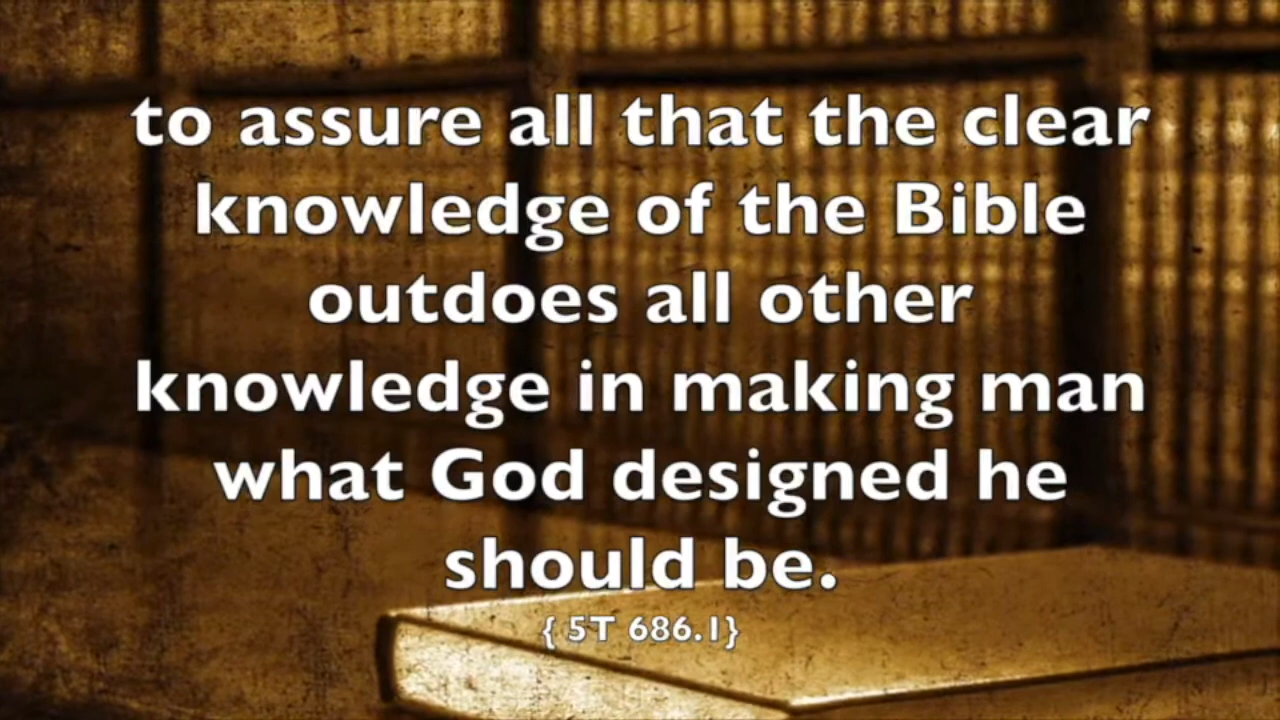 to assure all that the clear
knowledge of the Bible
outdoes all other
knowledge in making man
what God designed he
should be.
{ 5T 686.1}